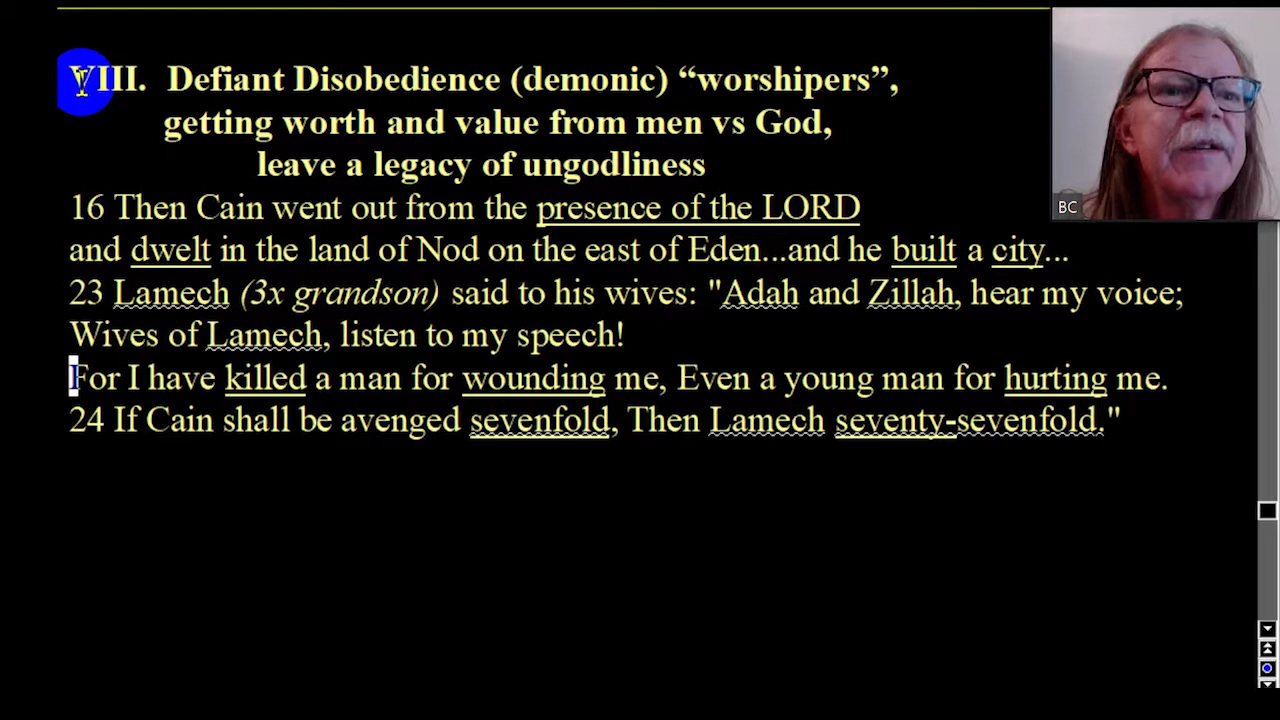 VIII. Defiant Disobedience (demonic) “worshipers”,
getting worth and value from men vs God,
leave a legacy of ungodliness
16 Then Cain went out from the presence of the LORD
and dwelt in the land of Nod on the east of Eden...and he built a city...
23 Lamech (3x grandson) said to his wives: "Adah and Zillah, hear my voice;
Wives of Lamech, listen to my speech!
For I have killed a man for wounding me, Even a young man for hurting me.
24 If Cain shall be avenged sevenfold, Then Lamech seventy-sevenfold."
BC